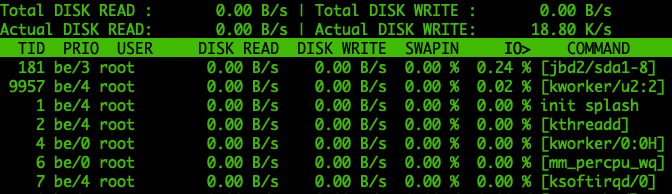 Total DISK READ :       0.00 B/s | Total DISK WRITE :       0.00 B/s
Actual DISK READ:       0.00 B/s | Actual DISK WRITE:      18.80 K/s
TID  PRIO  USER     DISK READ  DISK WRITE  SWAPIN     IO>    COMMAND
181 be/3 root        0.00 B/s    0.00 B/s  0.00 %  0.24 % [jbd2/sda1-8]
9957 be/4 root        0.00 B/s    0.00 B/s  0.00 %  0.02 % [kworker/u2:2]
1 be/4 root        0.00 B/s    0.00 B/s  0.00 %  0.00 % init splash
2 be/4 root        0.00 B/s    0.00 B/s  0.00 %  0.00 % [kthreadd]
4 be/0 root        0.00 B/s    0.00 B/s  0.00 %  0.00 % [kworker/0:0H]
6 be/0 root        0.00 B/s    0.00 B/s  0.00 %  0.00 % [mm_percpu_wq]
7 be/4 root        0.00 B/s    0.00 B/s  0.00 %  0.00 % [ksoftirqd/0]